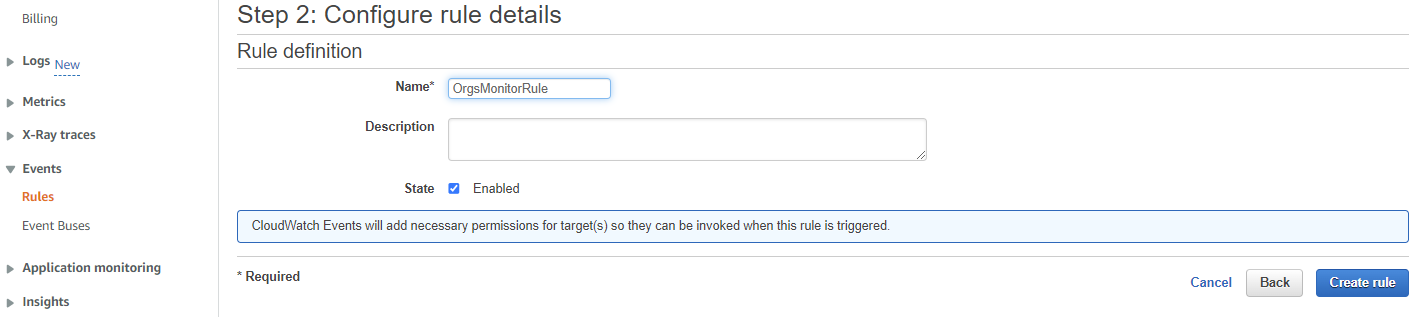 Billing
Logs New
Metrics
X-Ray traces
Events
Rules
Event Buses
Application monitoring
Insights
Step 2: Configure rule details
Rule definition
Name*
OrgsMonitorRule
Description
State
Enabled
CloudWatch Events will add necessary permissions for target(s) so they can be invoked when this rule is triggered.
* Required
Cancel
Back
Create rule